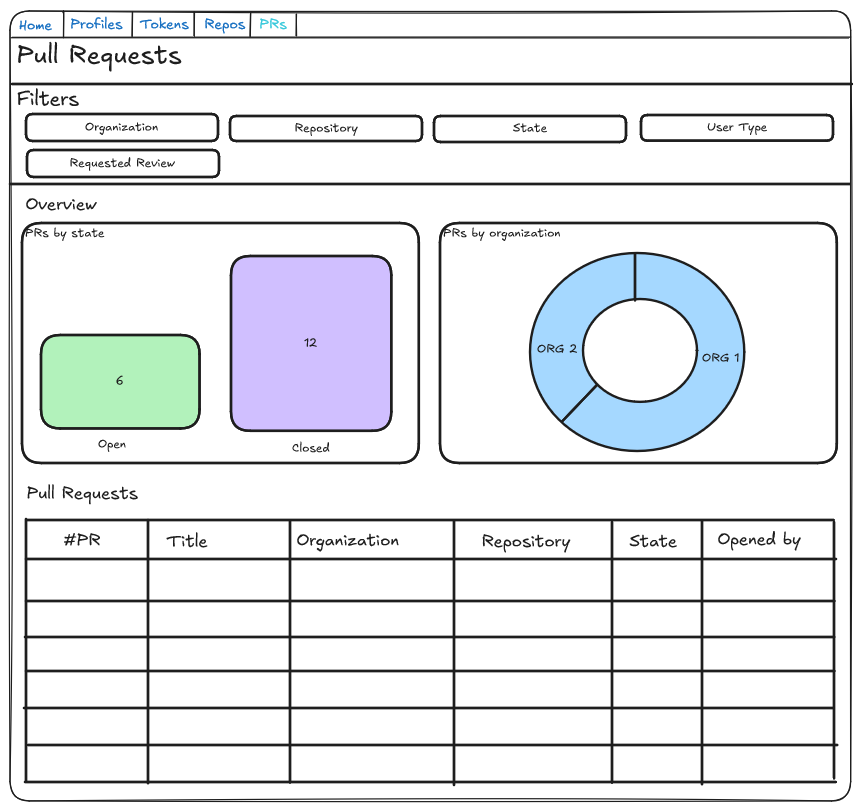 Home Profiles Tokens Repos PRs
Pull Requests
Filters
Organization Repository State User Type
Requested Review
Overview
PRs by state
6
Open
12
Closed
PRs by organization
ORG 2
ORG 1
Pull Requests
#PR Title Organization Repository State Opened by